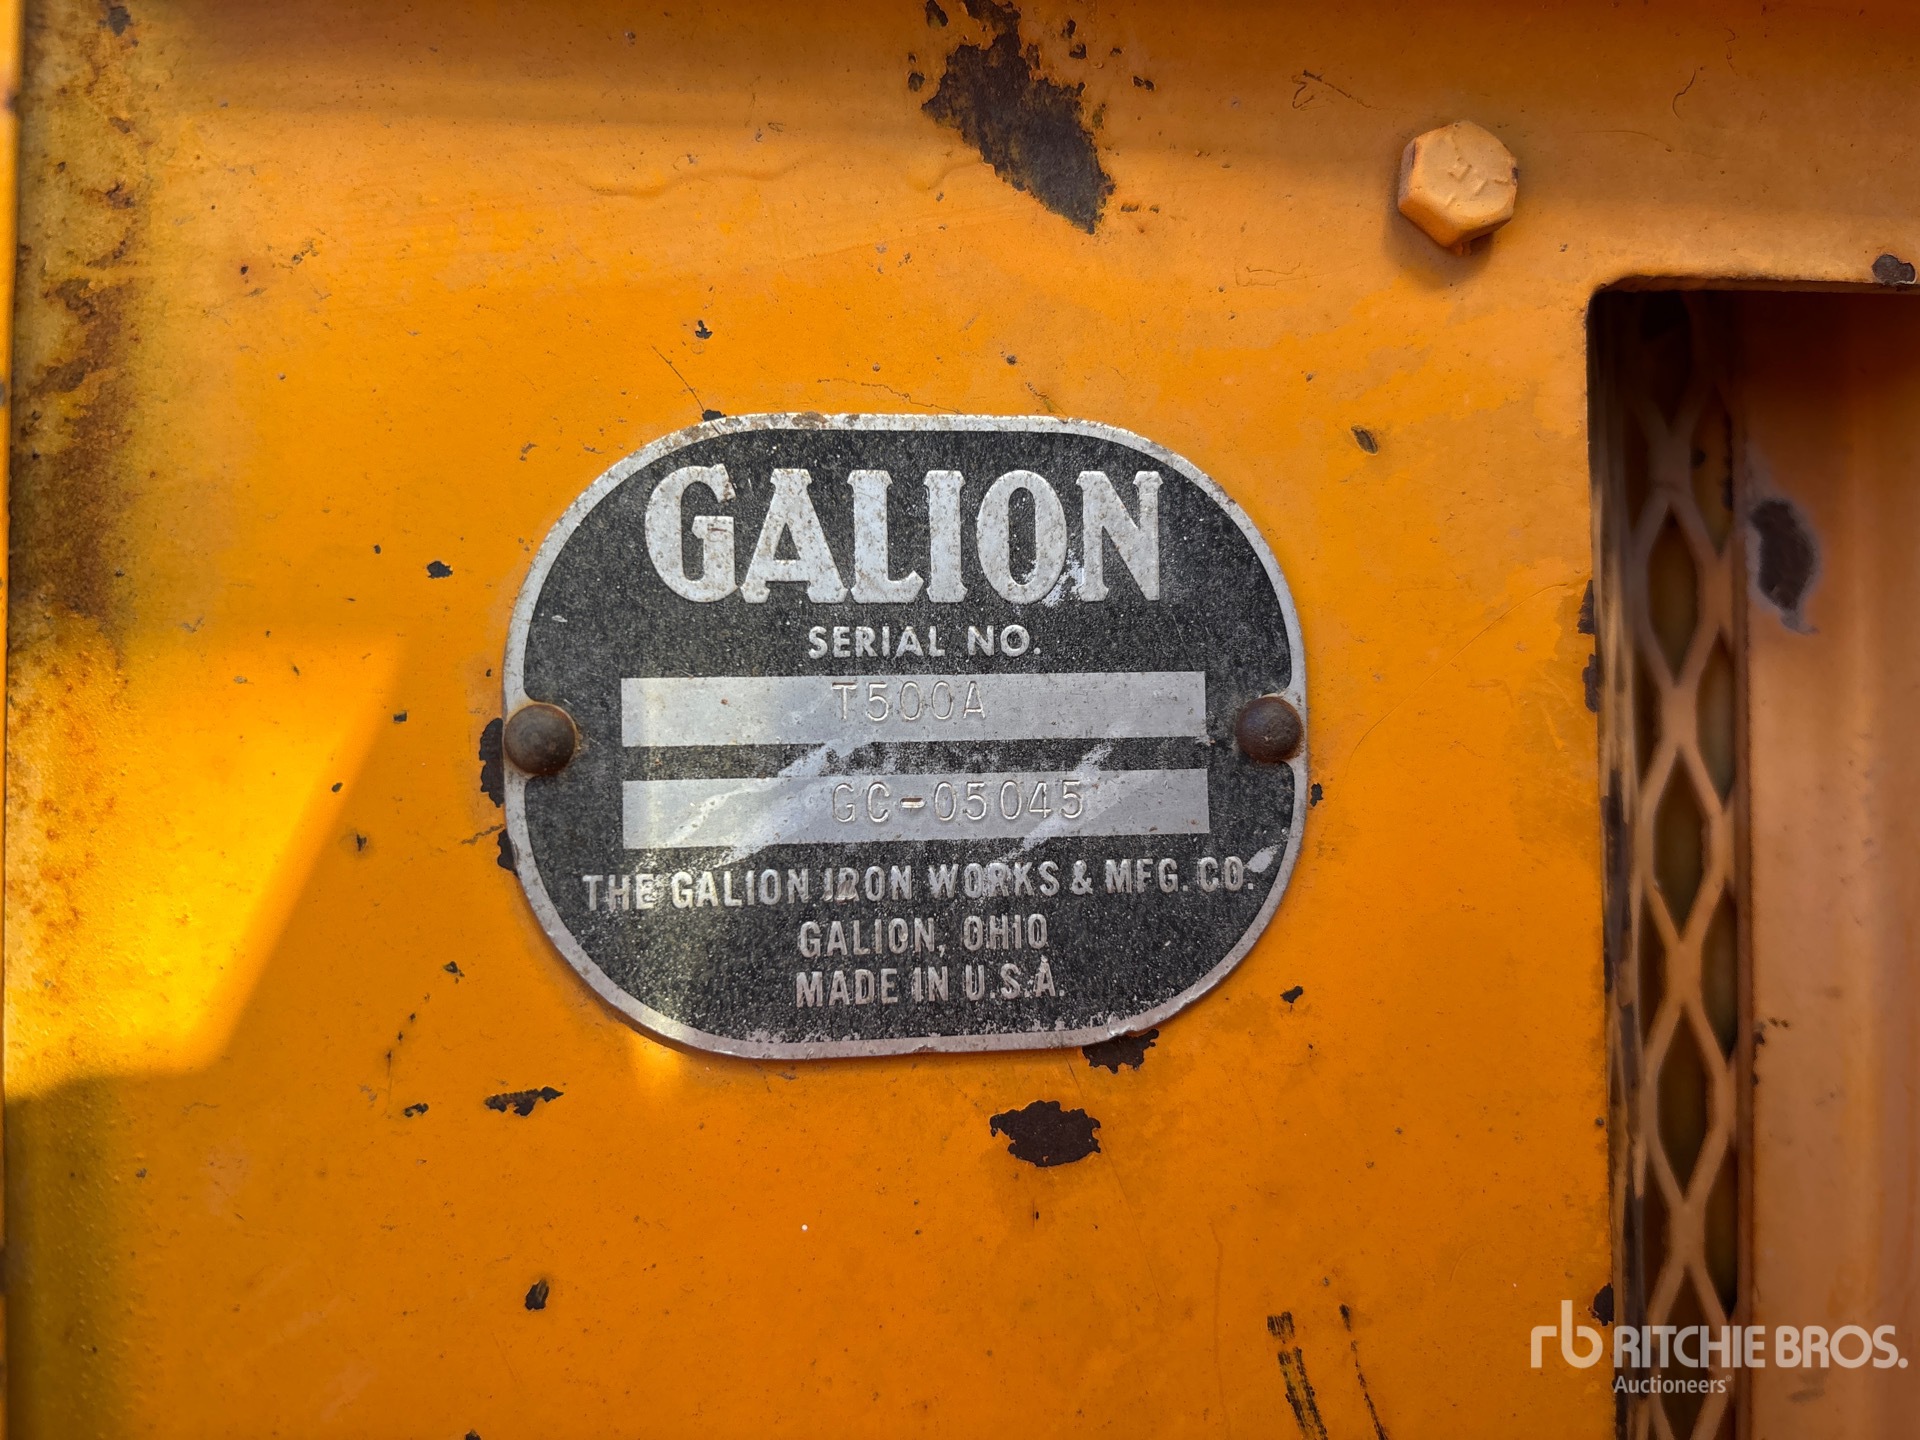 GALION
SERIAL NO.
T500A
GC-05045
THE GALION IRON WORKS & MFG. CO.
GALION, OHIO
MADE IN U.S.A.
rb RITCHIE BROS.
Auctioneers